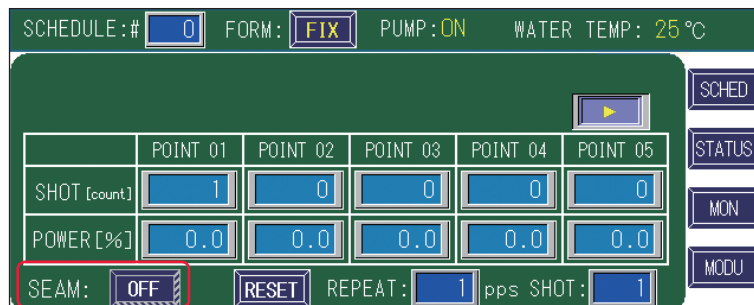 SCHEDULE:# 0 FORM: FIX PUMP:ON WATER TEMP: 25°C
SCHED
POINT 01 POINT 02 POINT 03 POINT 04 POINT 05
STATUS
SHOT [count] 1 0 0 0 0
MON
POWER[%] 0.0 0.0 0.0 0.0 0.0
MODU
SEAM: OFF RESET REPEAT: 1 pps SHOT: 1